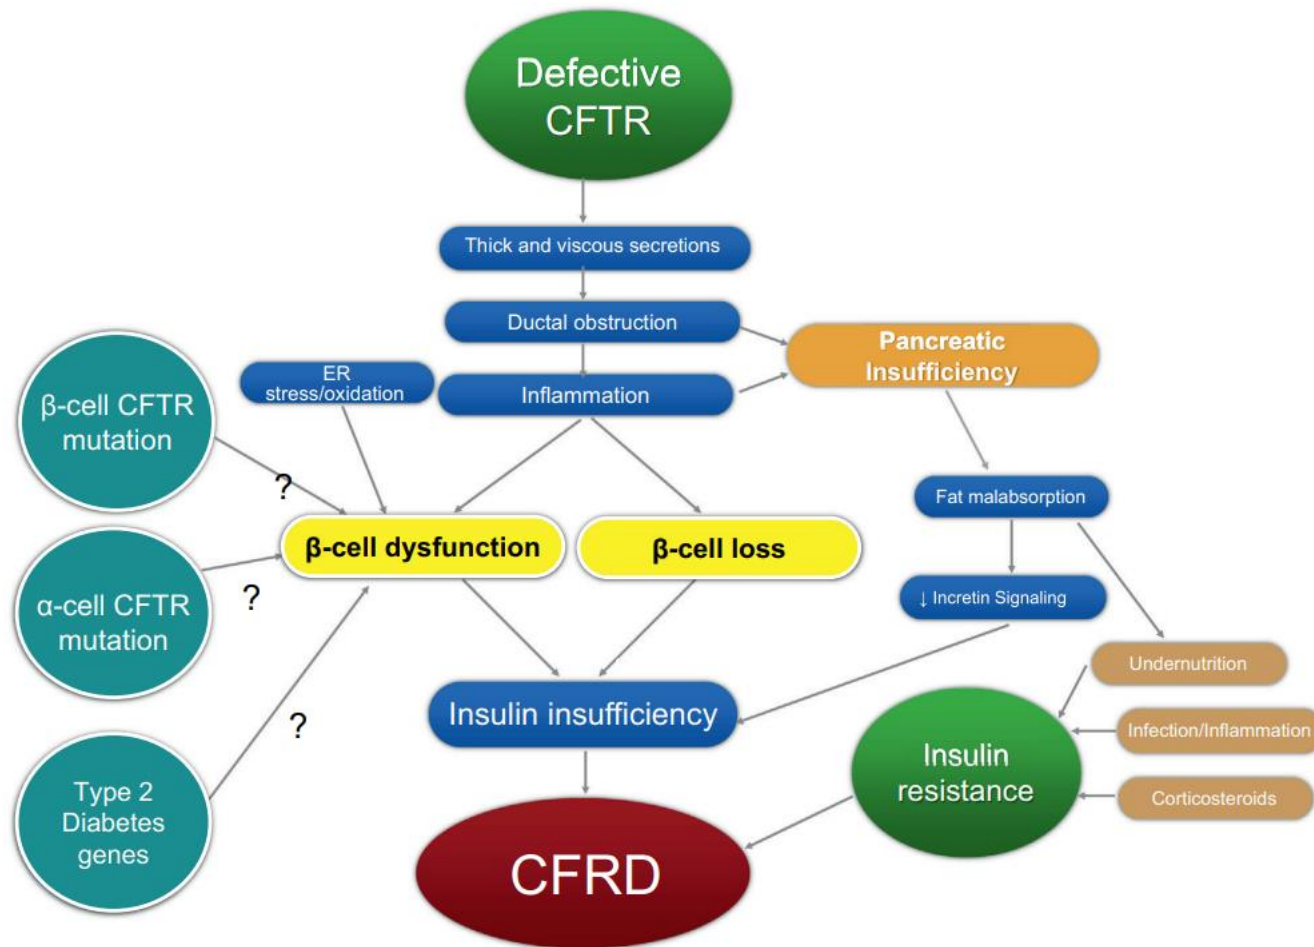 Defective
CFTR
Thick and viscous secretions
Ductal obstruction
Pancreatic
Insufficiency
ER
stress/oxidation
Inflammation
β-cell CFTR
mutation
?
Fat malabsorption
β-cell dysfunction
β-cell loss
α-cell CFTR
mutation
?
↓ Incretin Signaling
Undernutrition
Insulin insufficiency
?
Infection/Inflammation
Insulin
resistance
Corticosteroids
Type 2
Diabetes
genes
CFRD